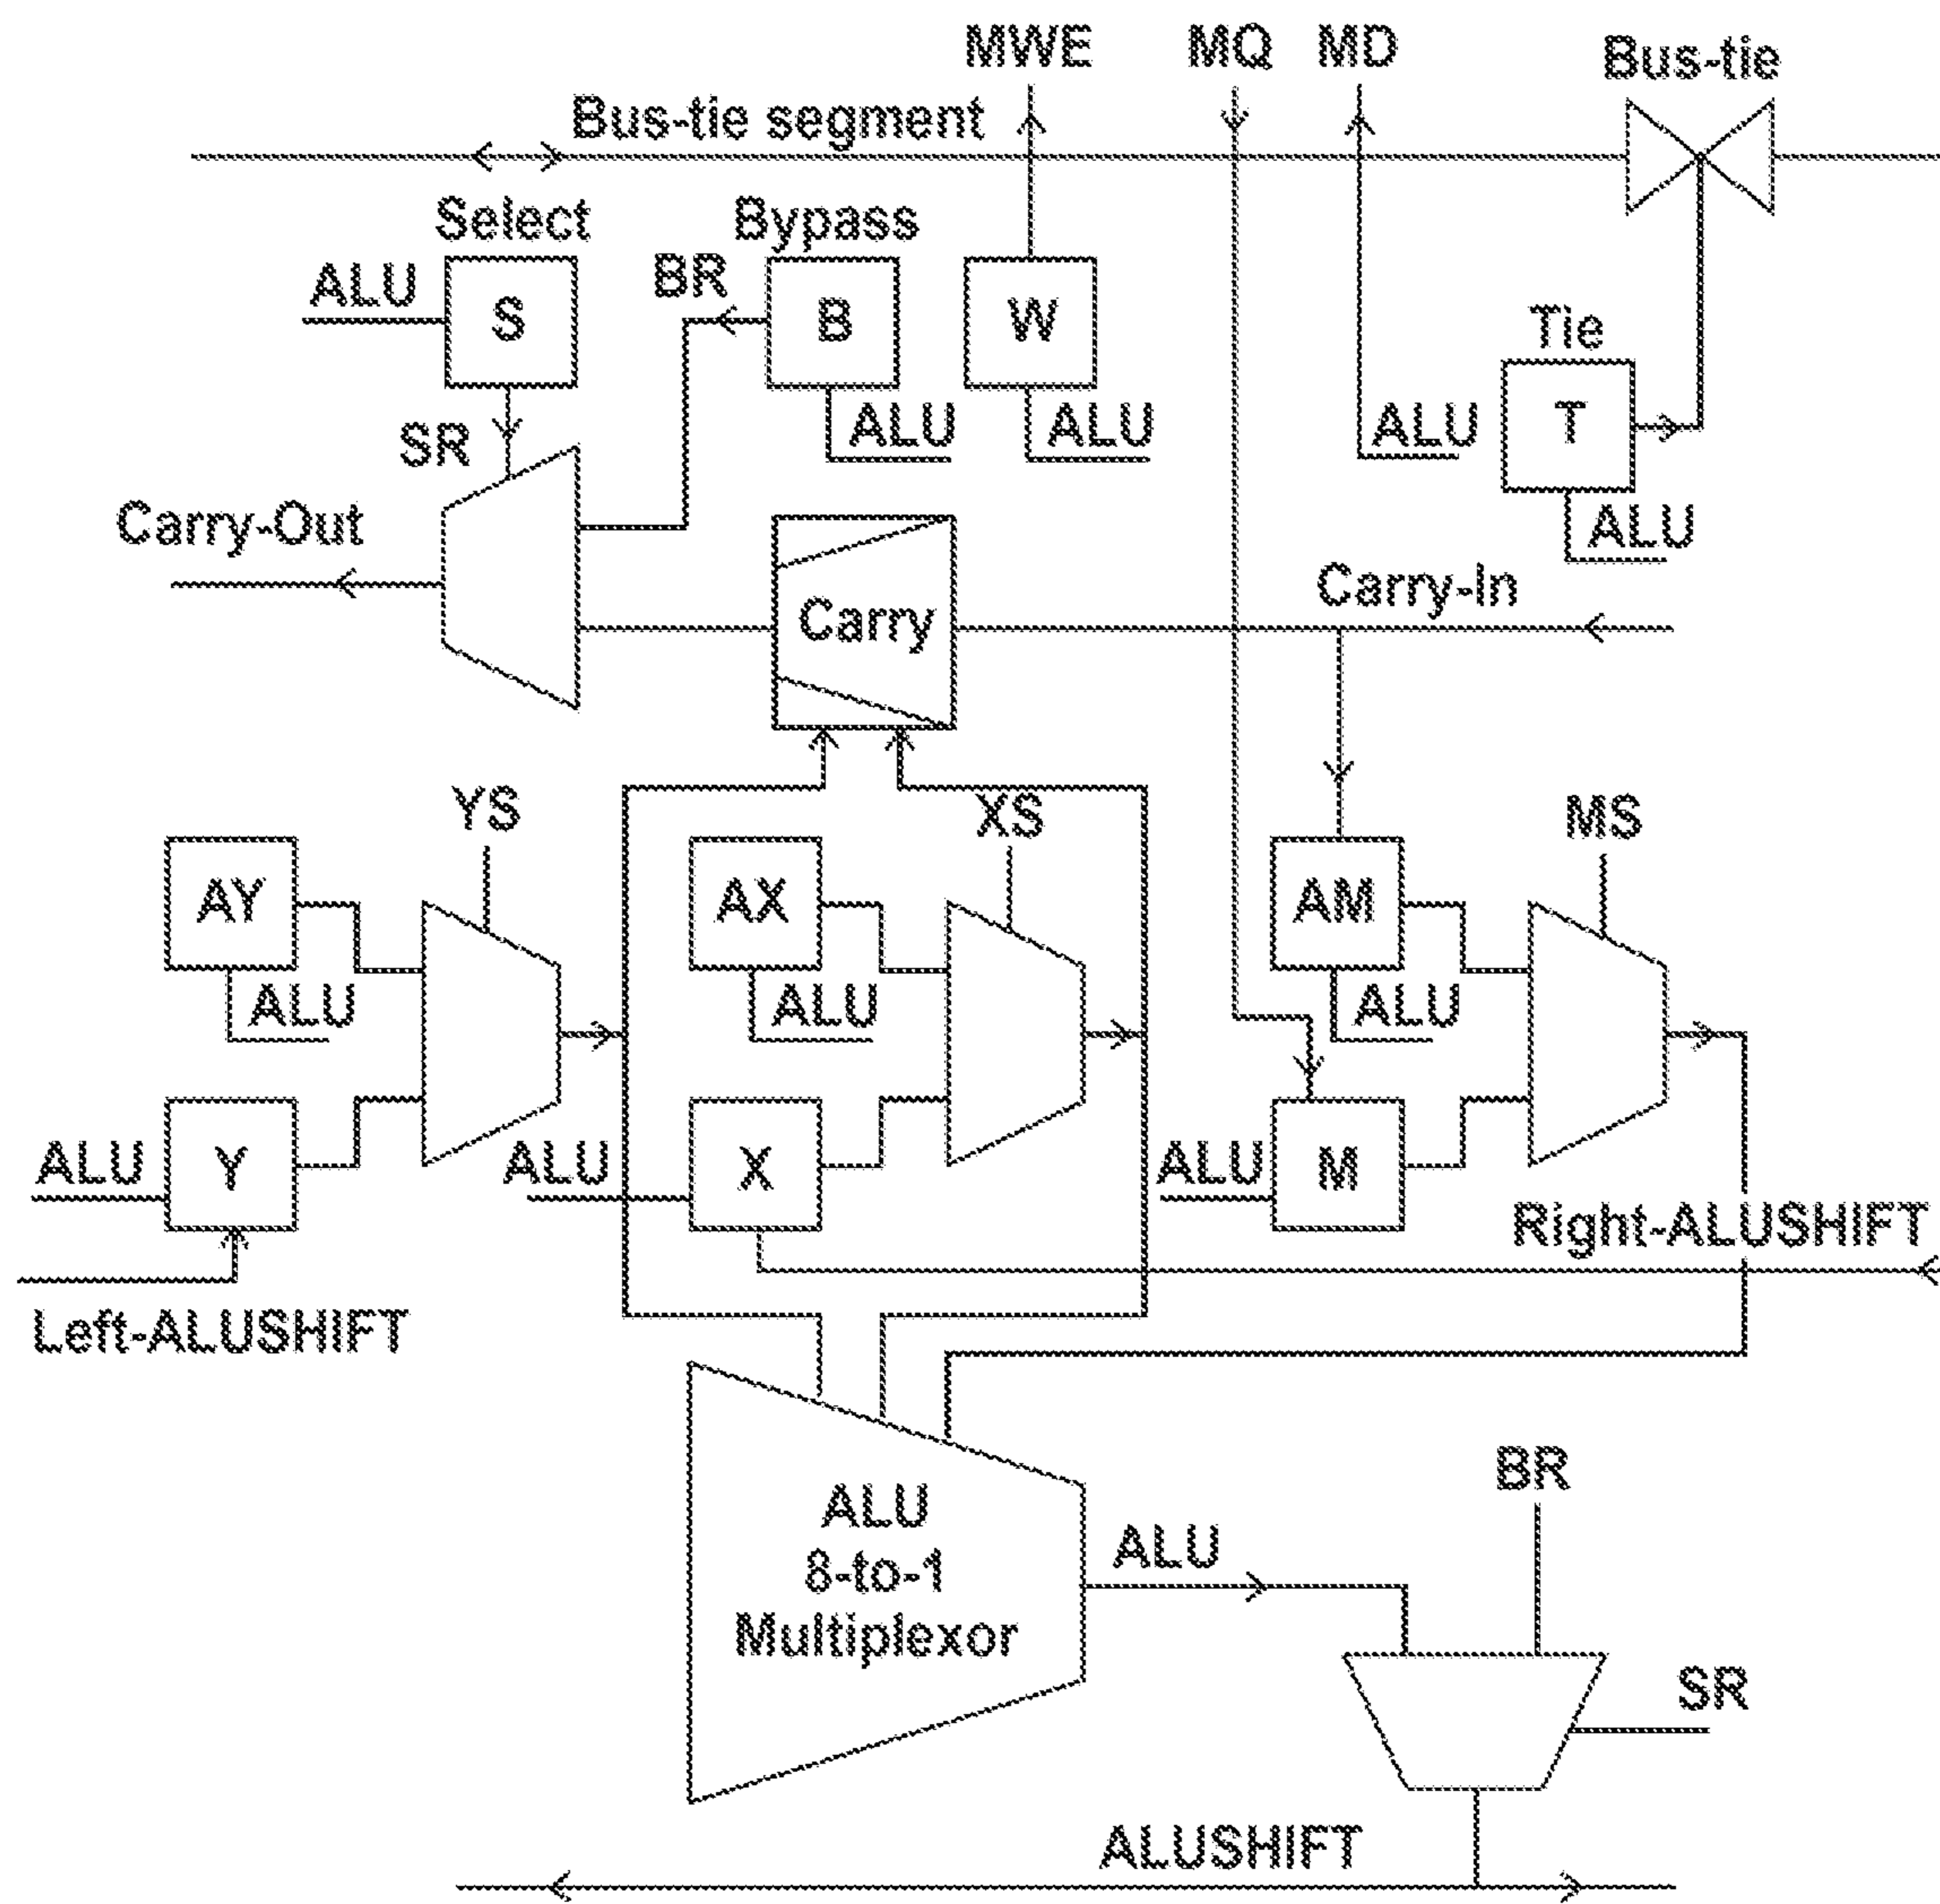 MWE MQ MD Bus-tie
Bus-tie segment
Select Bypass
ALU S BR B W Tie
SR ALU ALU ALU T
Carry-Out ALU
Carry Carry-In
YS XS MS
AY AX AM
ALU ALU ALU
ALU Y ALU X ALU M
Right-ALUSHIFT
Left-ALUSHIFT
BR
ALU
8-to-1
Multiplexor
ALU
SR
ALUSHIFT